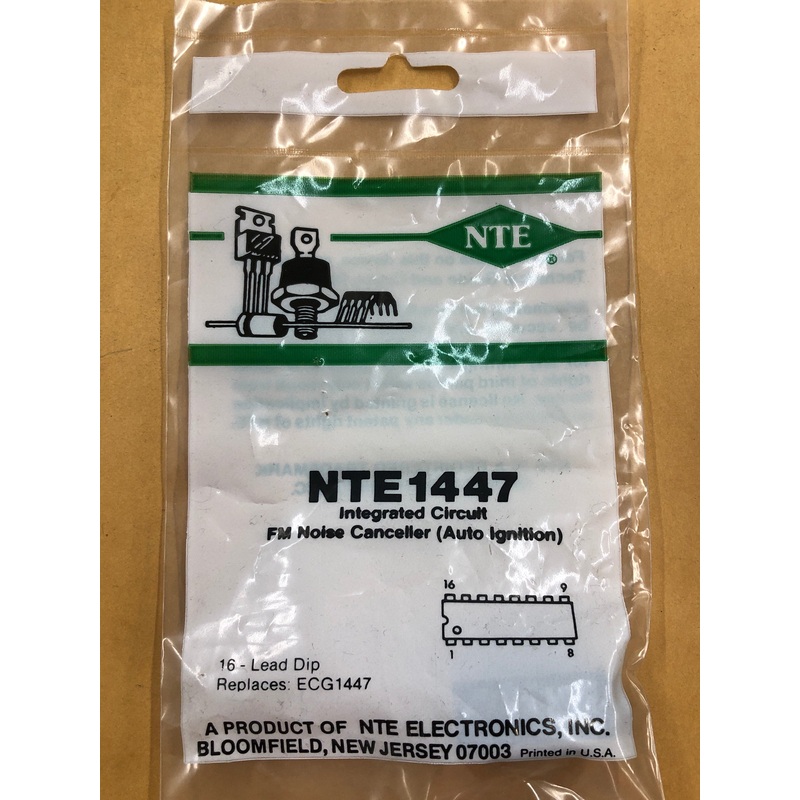 NTE
®
NTE1447
Integrated Circuit
FM Noise Canceller (Auto Ignition)
16 9
1 8
16 - Lead Dip
Replaces: ECG1447
A PRODUCT OF NTE ELECTRONICS, INC.
BLOOMFIELD, NEW JERSEY 07003 Printed in U.S.A.